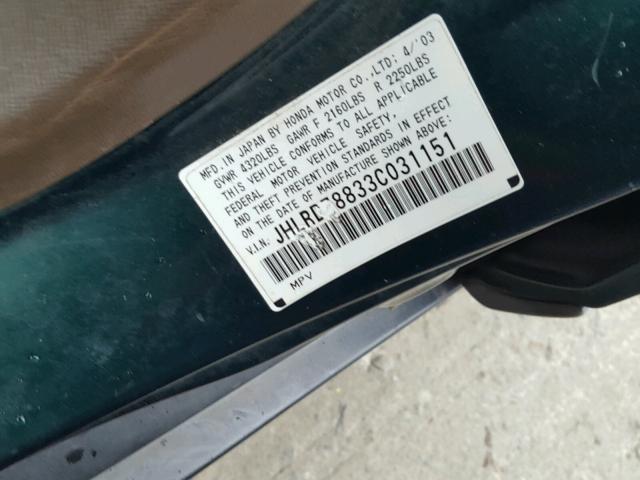 MFD. IN JAPAN BY HONDA MOTOR CO.,LTD; 4/'03
GVWR 4320LBS GAWR F 2160LBS R 2250LBS
THIS VEHICLE CONFORMS TO ALL APPLICABLE
FEDERAL MOTOR VEHICLE SAFETY,
AND THEFT PREVENTION STANDARDS IN EFFECT
ON THE DATE OF MANUFACTURE SHOWN ABOVE:
V.I.N:
MPV